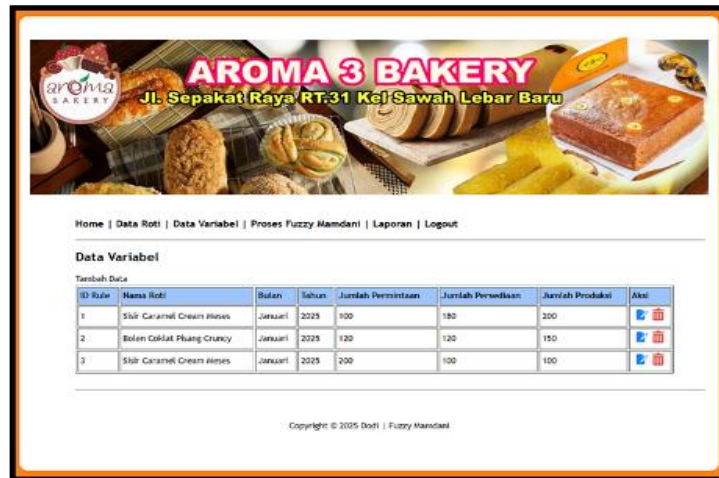 aroma
BAKERY
AROMA 3 BAKERY
Jl. Sepakat Raya RT.31 Kel Sawah Lebar Baru
Home | Data Roti | Data Variabel | Proses Fuzzy Mamdani | Laporan | Logout
Data Variabel
Tambah Data
ID Rule Nama Roti Bulan Tahun Jumlah Permintaan Jumlah Persediaan Jumlah Produksi Aksi
1 Sisir Caramel Cream Meses Januari 2025 100 180 200
2 Bolen Coklat Pisang Cruncy Januari 2025 120 120 150
3 Sisir Caramel Cream Meses Januari 2025 200 100 100
Copyright © 2025 Dodi | Fuzzy Mamdani